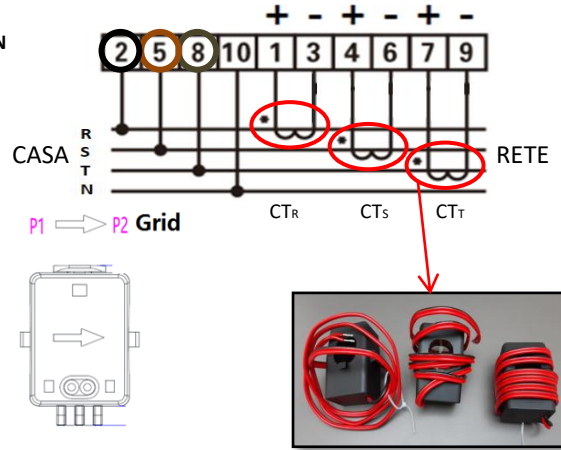 + - + - + -
N
2 5 8 10 1 3 4 6 7 9
R
S
T
N
CASA
RETE
CTR CTS CTT
P1 P2 Grid